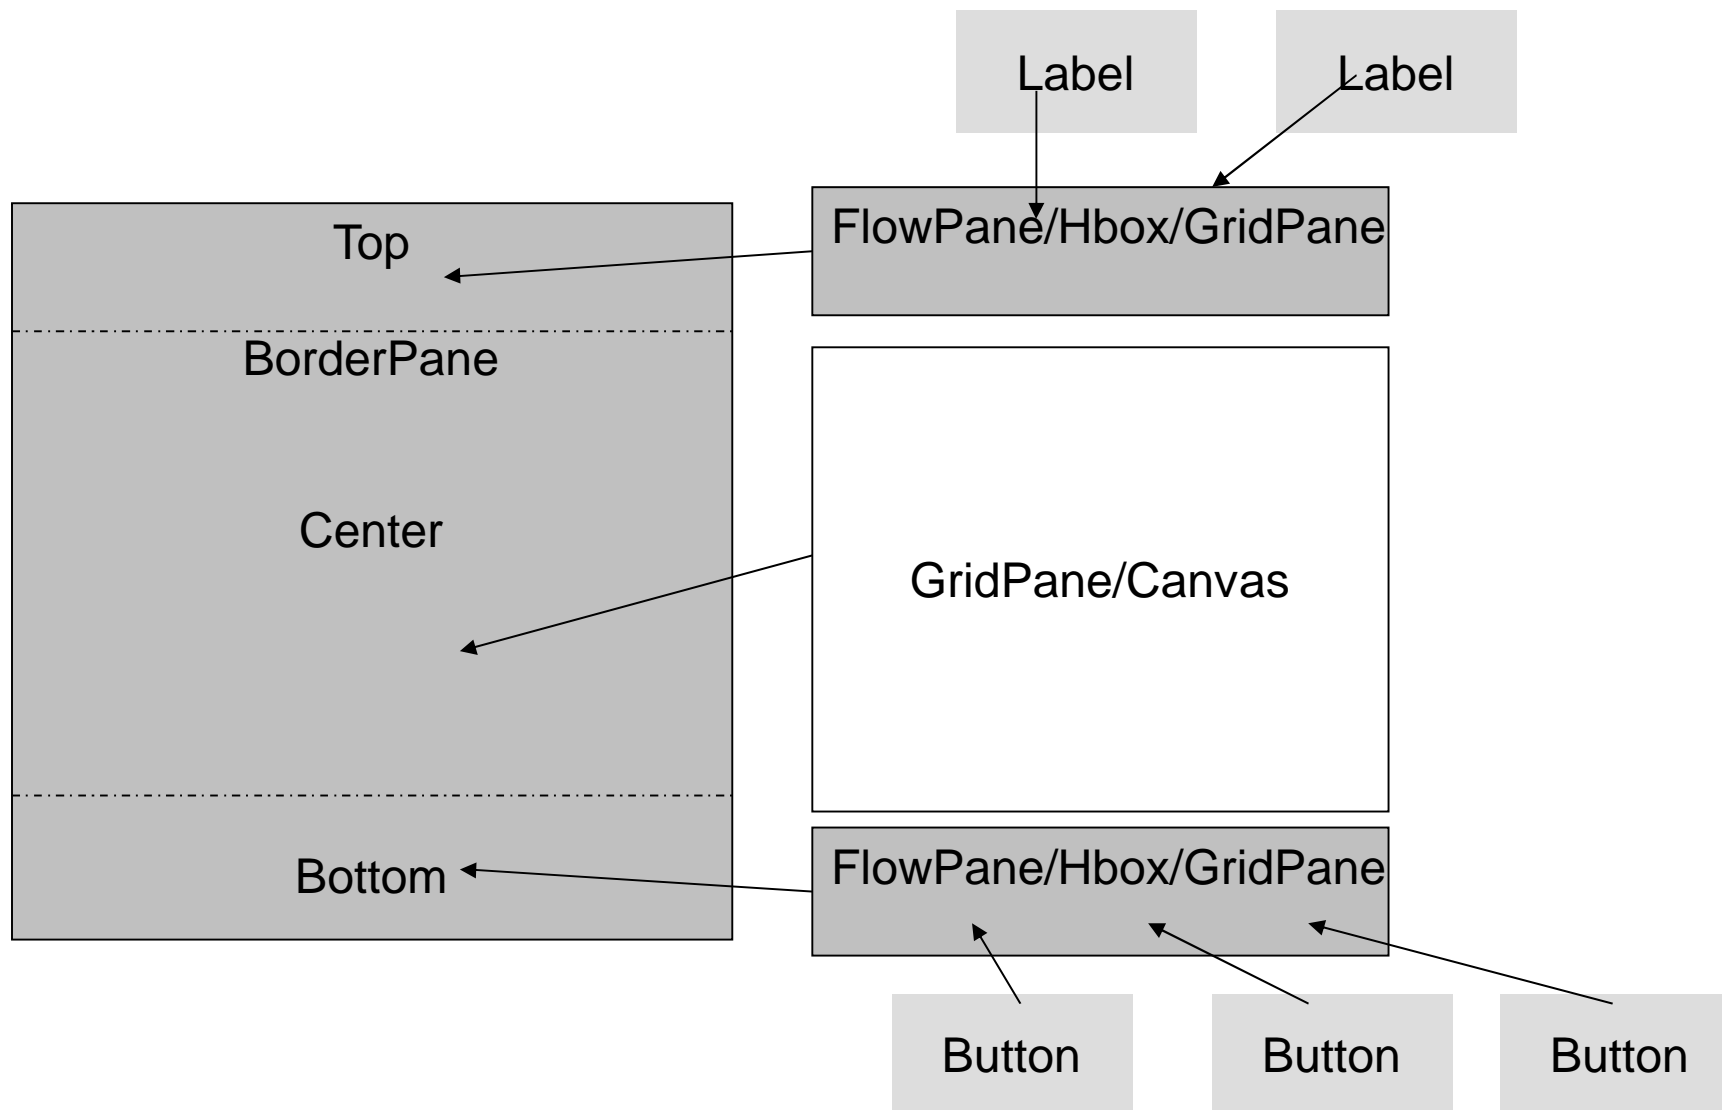 Label
Label
FlowPane/Hbox/GridPane
Top
BorderPane
Center
GridPane/Canvas
FlowPane/Hbox/GridPane
Bottom
Button
Button
Button